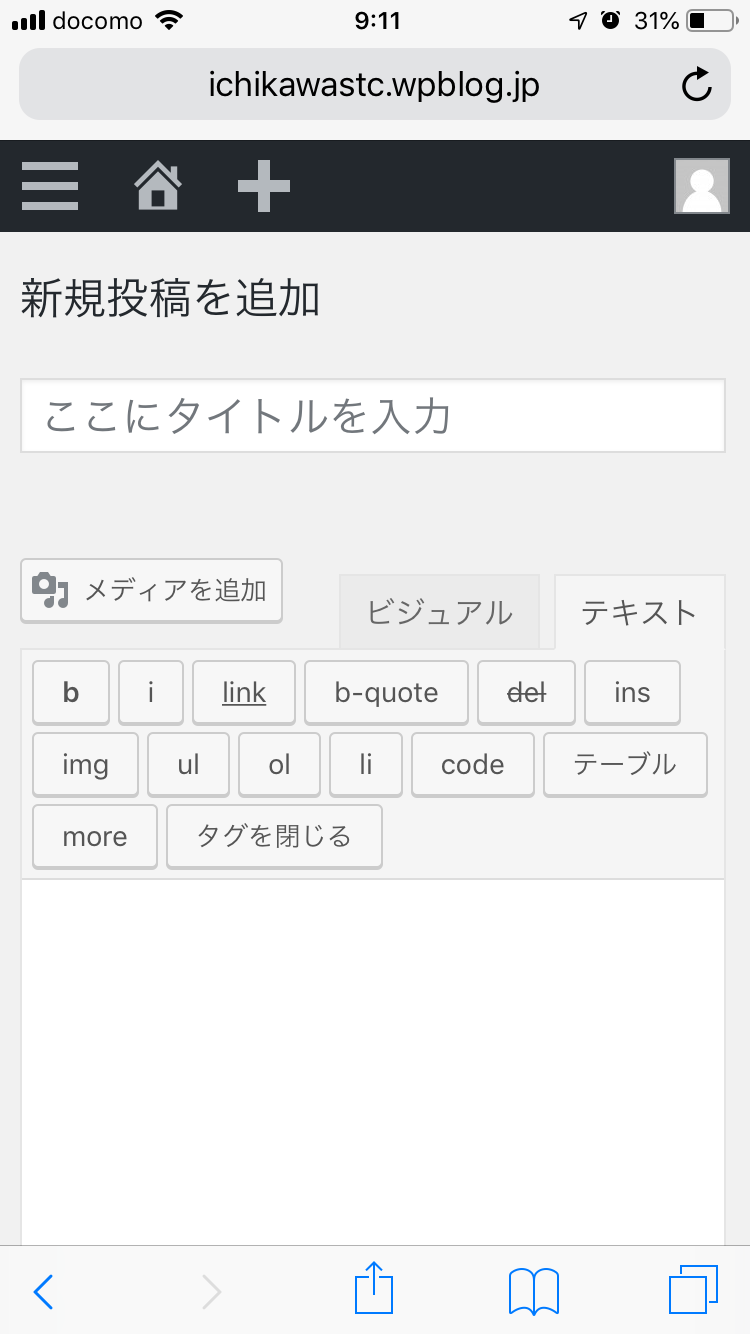 docomo 9:11 31%
ichikawastc.wpblog.jp
新規投稿を追加
ここにタイトルを入力
メディアを追加 ビジュアル テキスト
b i link b-quote del ins
img ul ol li code テーブル
more タグを閉じる